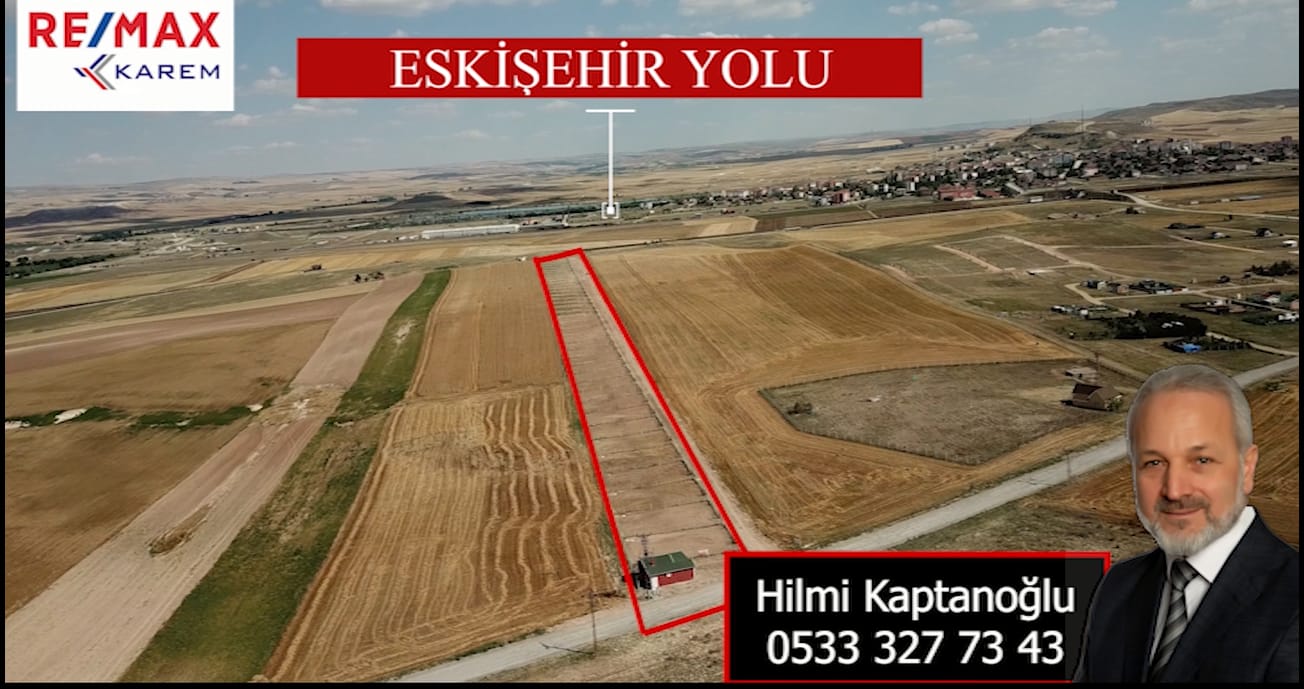 RE/MAX
KAREM
ESKİŞEHİR YOLU
Hilmi Kaptanoğlu
0533 327 73 43